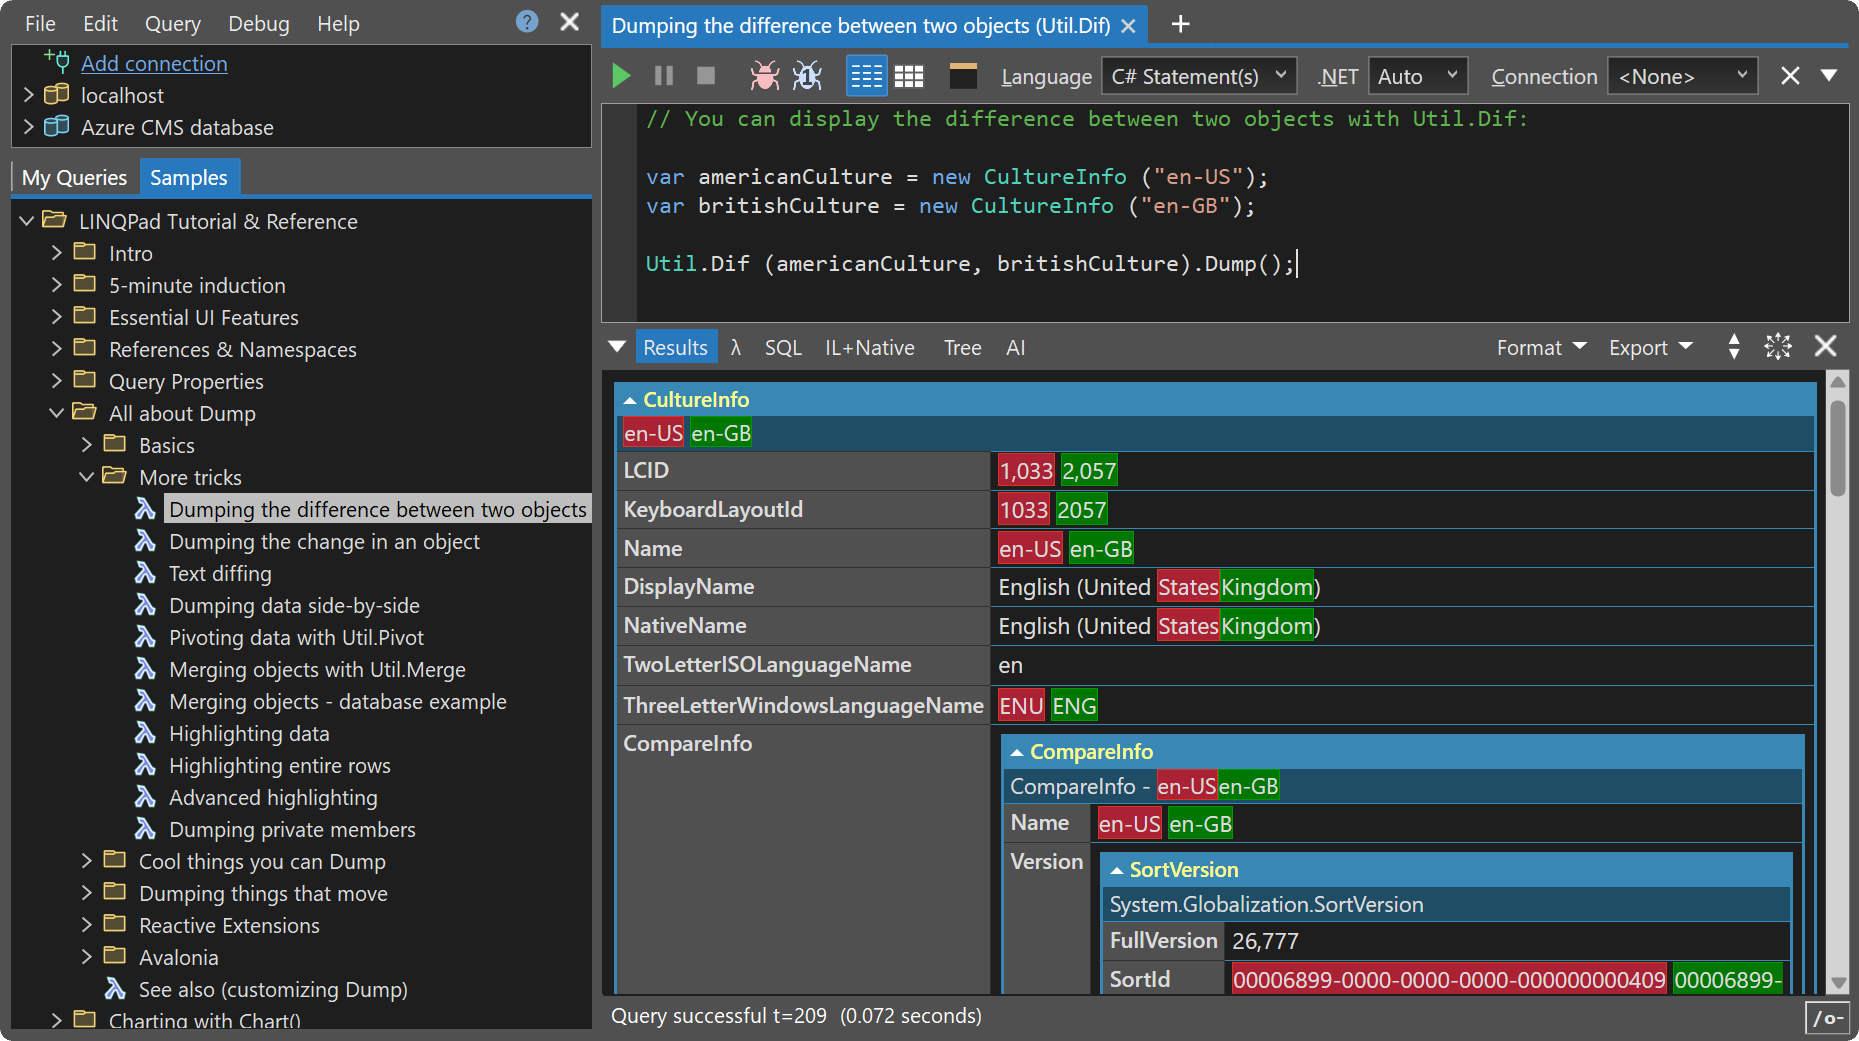 File Edit Query Debug Help ?
Add connection
localhost
Azure CMS database
My Queries Samples
LINQPad Tutorial & Reference
Intro
5-minute induction
Essential UI Features
References & Namespaces
Query Properties
All about Dump
Basics
More tricks
Dumping the difference between two objects
Dumping the change in an object
Text diffing
Dumping data side-by-side
Pivoting data with Util.Pivot
Merging objects with Util.Merge
Merging objects - database example
Highlighting data
Highlighting entire rows
Advanced highlighting
Dumping private members
Cool things you can Dump
Dumping things that move
Reactive Extensions
Avalonia
See also (customizing Dump)
Charting with Chart()
Dumping the difference between two objects (Util.Dif)
Language C# Statement(s) .NET Auto Connection <None>
// You can display the difference between two objects with Util.Dif:
var americanCulture = new CultureInfo ("en-US");
var britishCulture = new CultureInfo ("en-GB");
Util.Dif (americanCulture, britishCulture).Dump();
Results λ SQL IL+Native Tree AI Format Export
CultureInfo
en-US en-GB
LCID 1,033 2,057
KeyboardLayoutId 1033 2057
Name en-US en-GB
DisplayName English (United StatesKingdom)
NativeName English (United StatesKingdom)
TwoLetterISOLanguageName en
ThreeLetterWindowsLanguageName ENU ENG
CompareInfo CompareInfo
CompareInfo - en-USen-GB
Name en-US en-GB
Version SortVersion
System.Globalization.SortVersion
FullVersion 26,777
SortId 00006899-0000-0000-0000-000000000409 00006899-
Query successful t=209 (0.072 seconds)
/o-